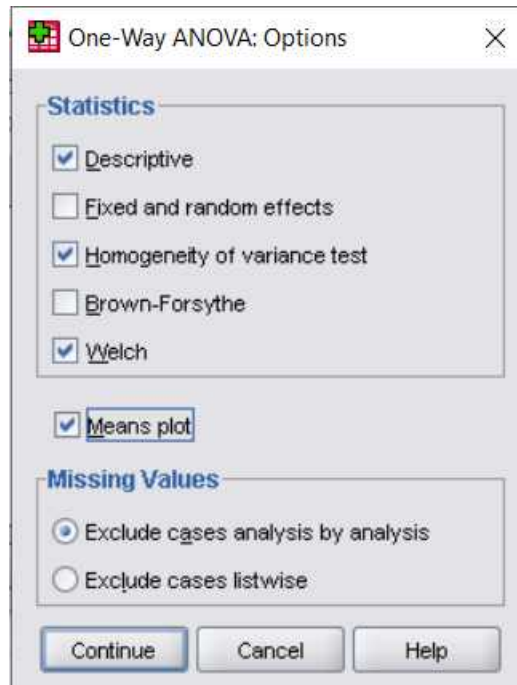 One-Way ANOVA: Options
Statistics
Descriptive
Fixed and random effects
Homogeneity of variance test
Brown-Forsythe
Welch
Means plot
Missing Values
Exclude cases analysis by analysis
Exclude cases listwise
Continue Cancel Help